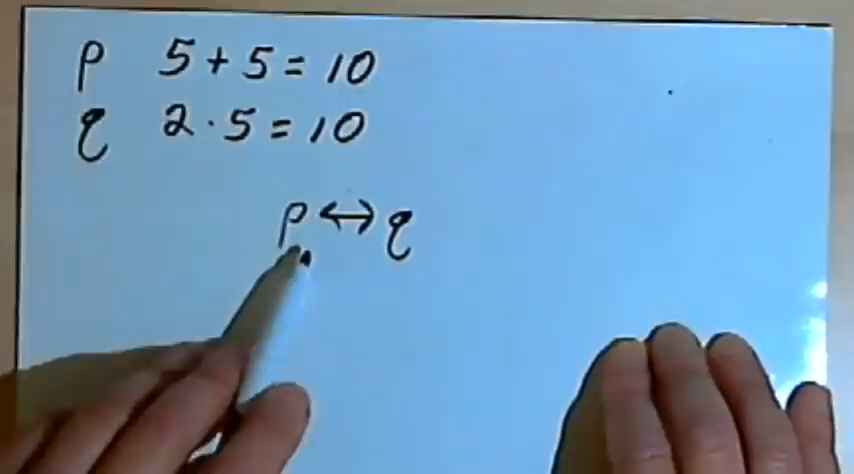 p 5 + 5 = 10
q 2 · 5 = 10
p ↔ q